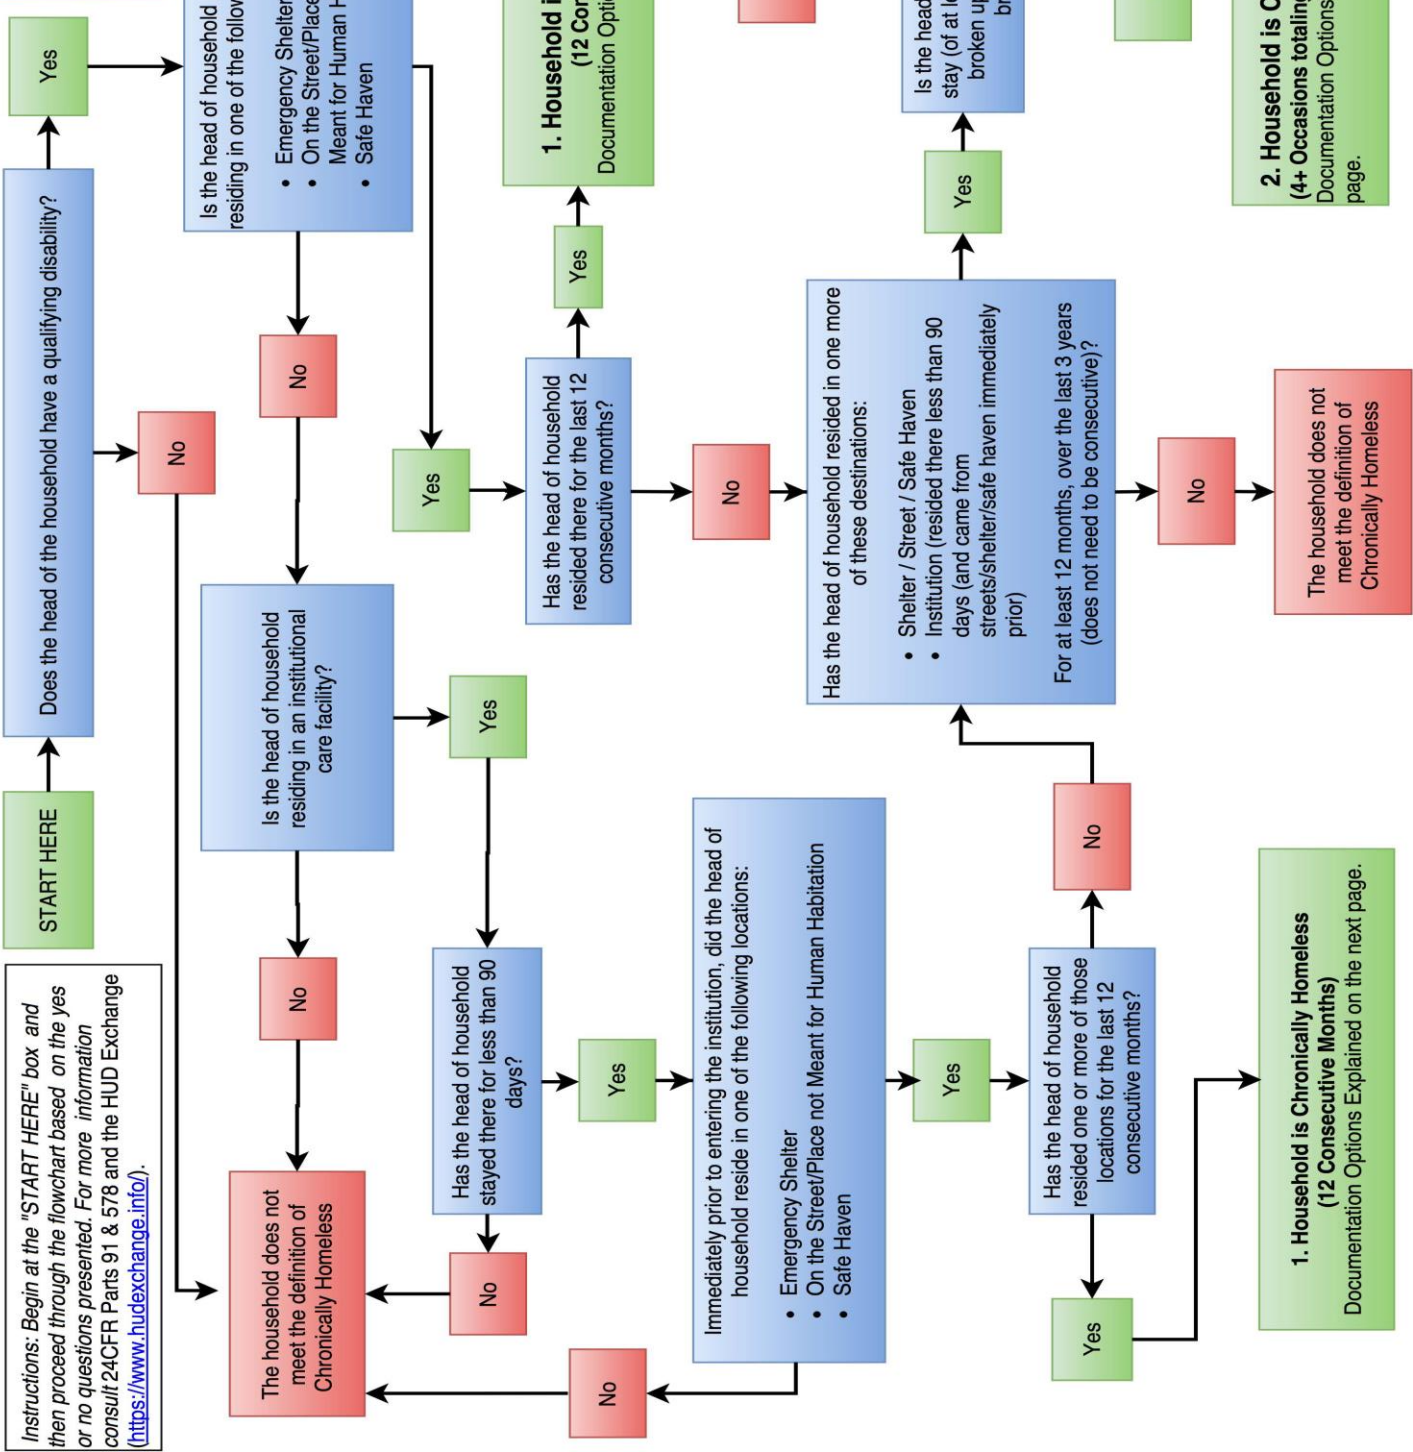 Instructions: Begin at the "START HERE" box and
then proceed through the flowchart based on the yes
or no questions presented. For more information
consult 24CFR Parts 91 & 578 and the HUD Exchange
(https://www.hudexchange.info/).
START HERE
Does the head of the household have a qualifying disability?
Yes
No
Is the head of household
residing in one of the
• Emergency Shelter
• On the Street/Place
Meant for Human
• Safe Haven
No
Yes
Is the head of household
residing in an institutional
care facility?
No
The household does not
meet the definition of
Chronically Homeless
Yes
Has the head of household
stayed there for less than 90
days?
No
Yes
Immediately prior to entering the institution, did the head of
household reside in one of the following locations:
• Emergency Shelter
• On the Street/Place not Meant for Human Habitation
• Safe Haven
No
Yes
Has the head of household
resided one or more of those
locations for the last 12
consecutive months?
Yes
No
1. Household is Chronically Homeless
(12 Consecutive Months)
Documentation Options Explained on the next page.
Has the head of household
resided there for the last 12
consecutive months?
Yes
1. Household
(12
Documentation
No
Has the head of household resided in one more
of these destinations:
• Shelter / Street / Safe Haven
• Institution (resided there less than 90
days (and came from
streets/shelter/safe haven immediately
prior)
For at least 12 months, over the last 3 years
(does not need to be consecutive)?
Yes
Is the head
stay (of at
broken
No
The household does not
meet the definition of
Chronically Homeless
2. Household is
(4+ Occasions
Documentation Options
page.